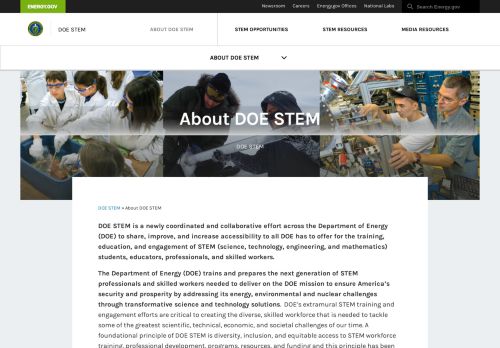 ENERGY.GOV
Newsroom Careers Energy.gov Offices National Labs Search Energy.gov
DOE STEM ABOUT DOE STEM STEM OPPORTUNITIES STEM RESOURCES MEDIA RESOURCES
ABOUT DOE STEM
About DOE STEM
DOE STEM
DOE STEM » About DOE STEM
DOE STEM is a newly coordinated and collaborative effort across the Department of Energy
(DOE) to share, improve, and increase accessibility to all DOE has to offer for the training,
education, and engagement of STEM (science, technology, engineering, and mathematics)
students, educators, professionals, and skilled workers.
The Department of Energy (DOE) trains and prepares the next generation of STEM
professionals and skilled workers needed to deliver on the DOE mission to ensure America's
security and prosperity by addressing its energy, environmental and nuclear challenges
through transformative science and technology solutions. DOE's extramural STEM training and
engagement efforts are critical to creating the diverse, skilled workforce that is needed to tackle
some of the greatest scientific, technical, economic, and societal challenges of our time. A
foundational principle of DOE STEM is diversity, inclusion, and equitable access to STEM workforce
training, professional development, programs, resources, and funding and this principle has been